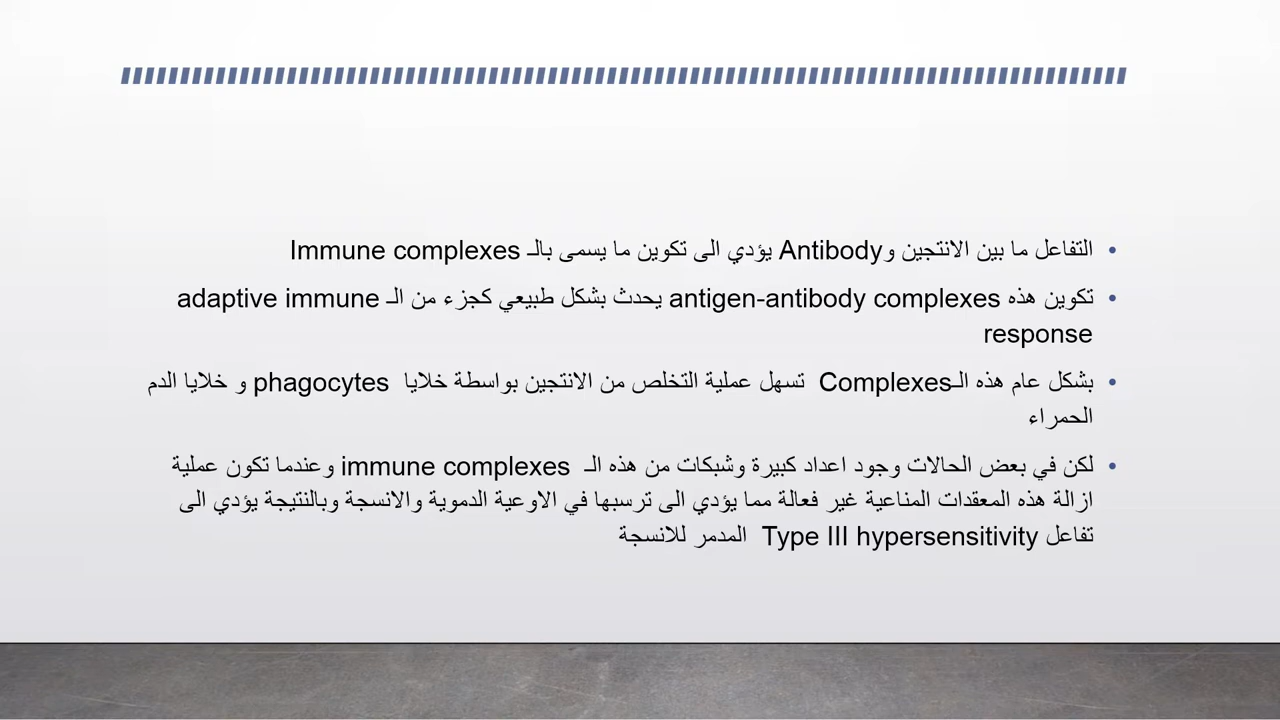 • التفاعل ما بين الانتجين وAntibody يؤدي الى تكوين ما يسمى بالـ Immune complexes
• تكوين هذه antigen-antibody complexes يحدث بشكل طبيعي كجزء من الـ adaptive immune
response
• بشكل عام هذه الـComplexes تسهل عملية التخلص من الانتجين بواسطة خلايا phagocytes و خلايا الدم
الحمراء
• لكن في بعض الحالات وجود اعداد كبيرة وشبكات من هذه الـ immune complexes وعندما تكون عملية
ازالة هذه المعقدات المناعية غير فعالة مما يؤدي الى ترسبها في الاوعية الدموية والانسجة وبالنتيجة يؤدي الى
تفاعل Type III hypersensitivity المدمر للانسجة